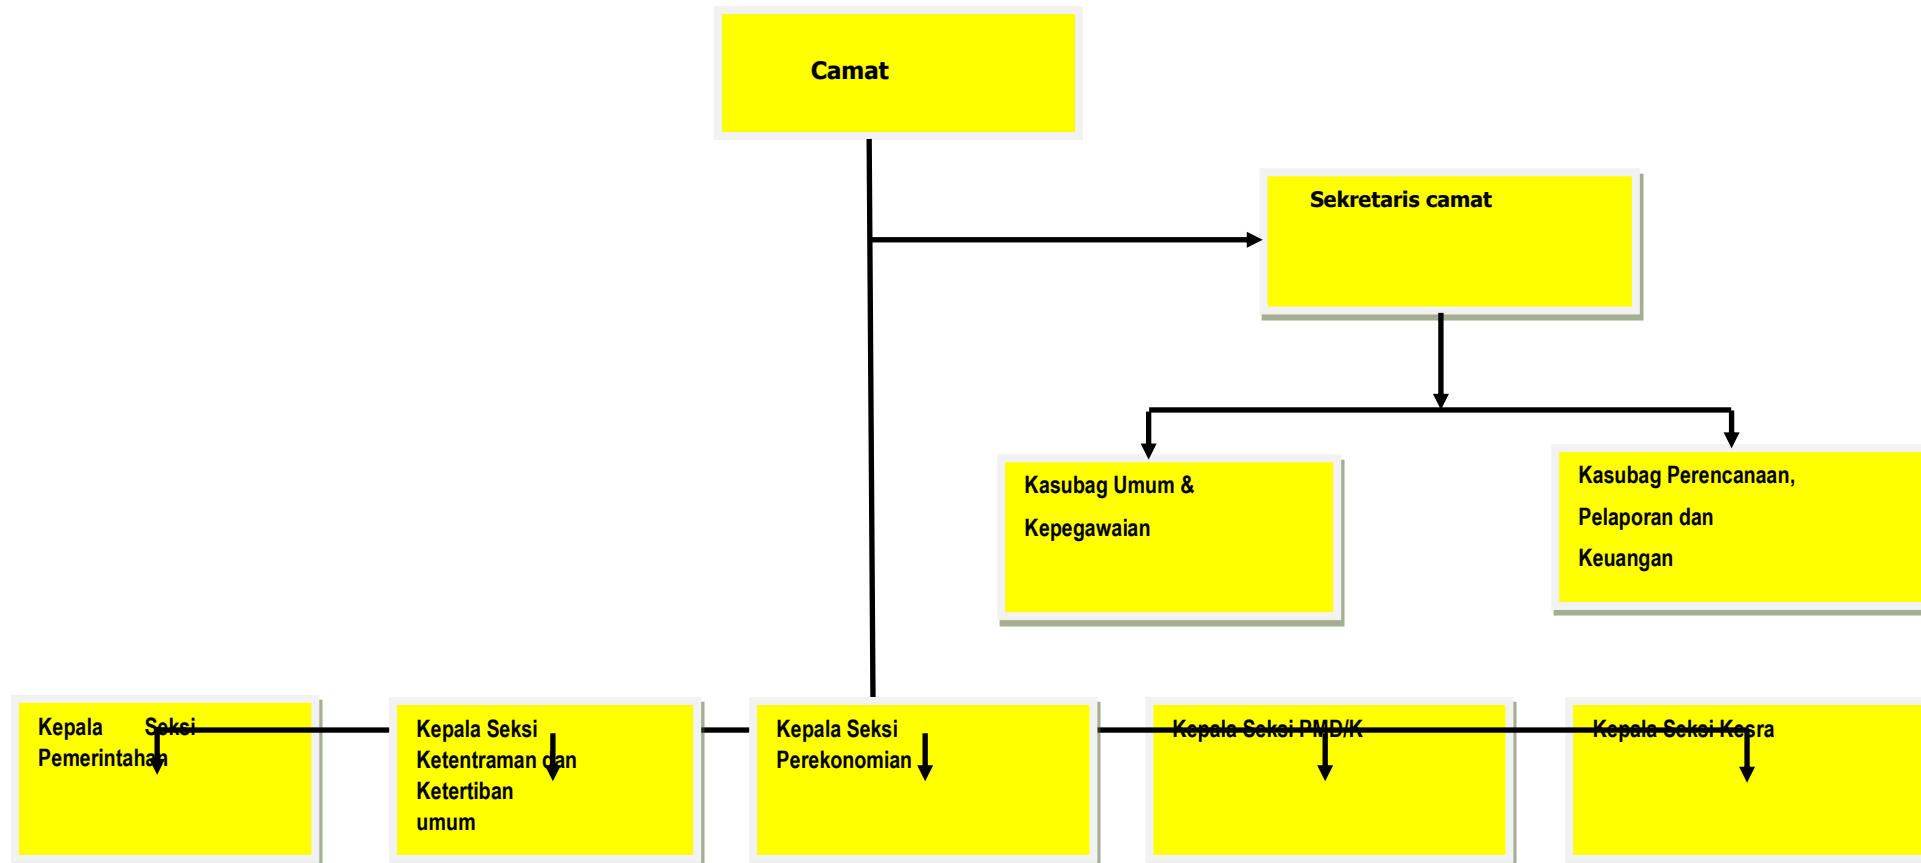 Camat
Sekretaris camat
Kasubag Umum &
Kepegawaian
Kasubag Perencanaan,
Pelaporan dan
Keuangan
Kepala Seksi
Pemerintahan
Kepala Seksi
Ketentraman dan
Ketertiban
umum
Kepala Seksi
Perekonomian
Kepala Seksi PMD/K
Kepala Seksi Kesra